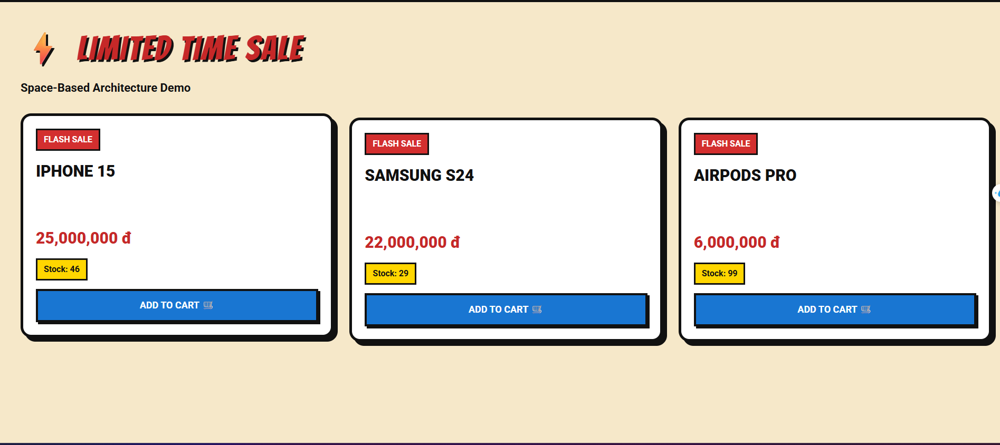 LIMITED TIME SALE
Space-Based Architecture Demo
FLASH SALE
IPHONE 15
25,000,000 đ
Stock: 46
ADD TO CART
FLASH SALE
SAMSUNG S24
22,000,000 đ
Stock: 29
ADD TO CART
FLASH SALE
AIRPODS PRO
6,000,000 đ
Stock: 99
ADD TO CART